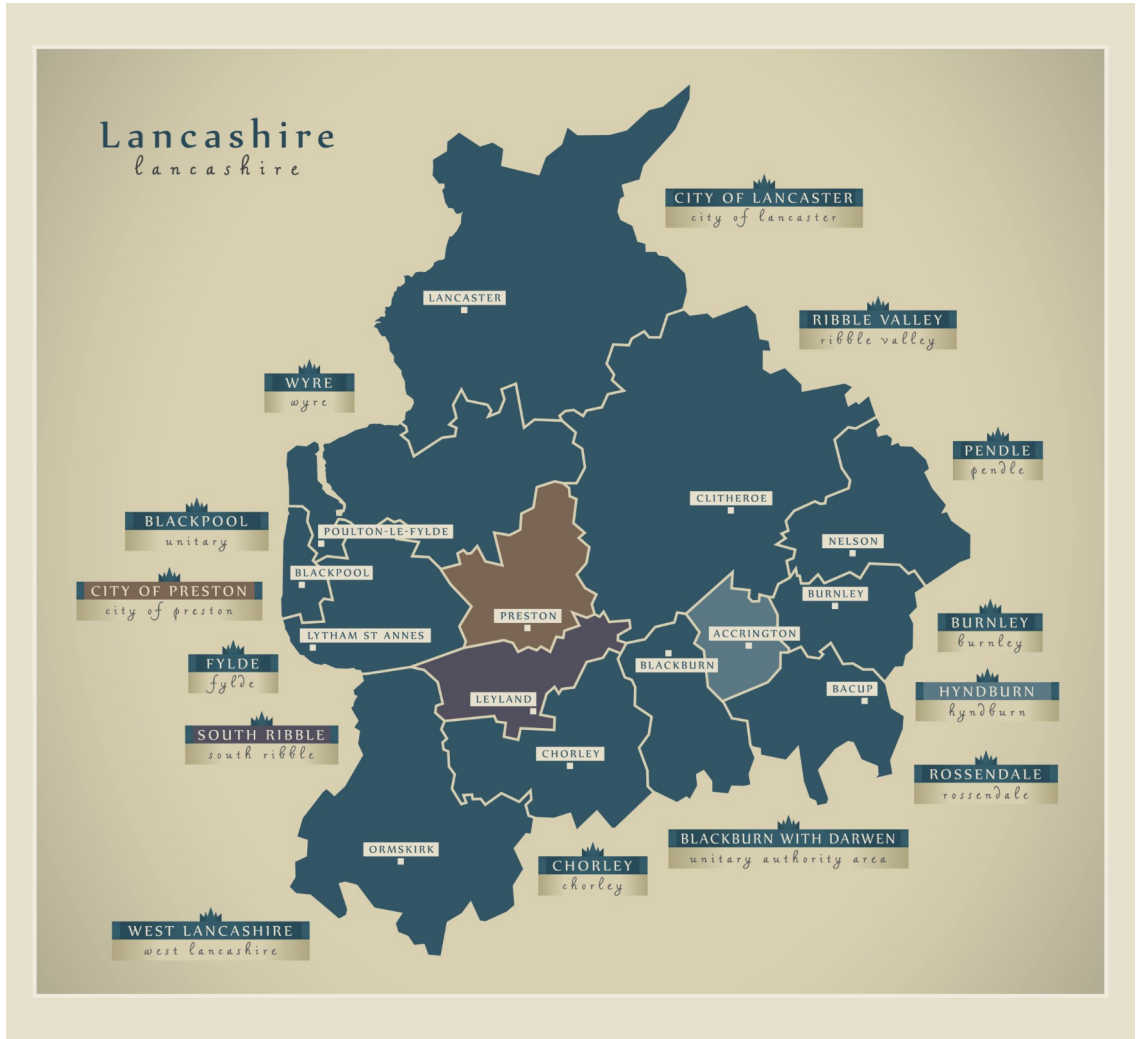 Lancashire
lancashire
CITY OF LANCASTER
city of lancaster
LANCASTER
RIBBLE VALLEY
ribble valley
WYRE
wyre
PENDLE
pendle
CLITHEROE
BLACKPOOL
unitary
POULTON-LE-FYLDE
NELSON
BLACKPOOL
CITY OF PRESTON
city of preston
BURNLEY
PRESTON
BURNLEY
burnley
LYTHAM ST ANNES
ACCRINGTON
FYLDE
fylde
BLACKBURN
HYNDBURN
hyndburn
BACUP
LEYLAND
SOUTH RIBBLE
south ribble
CHORLEY
ROSSENDALE
rossendale
BLACKBURN WITH DARWEN
unitary authority area
ORMSKIRK
CHORLEY
chorley
WEST LANCASHIRE
west lancashire